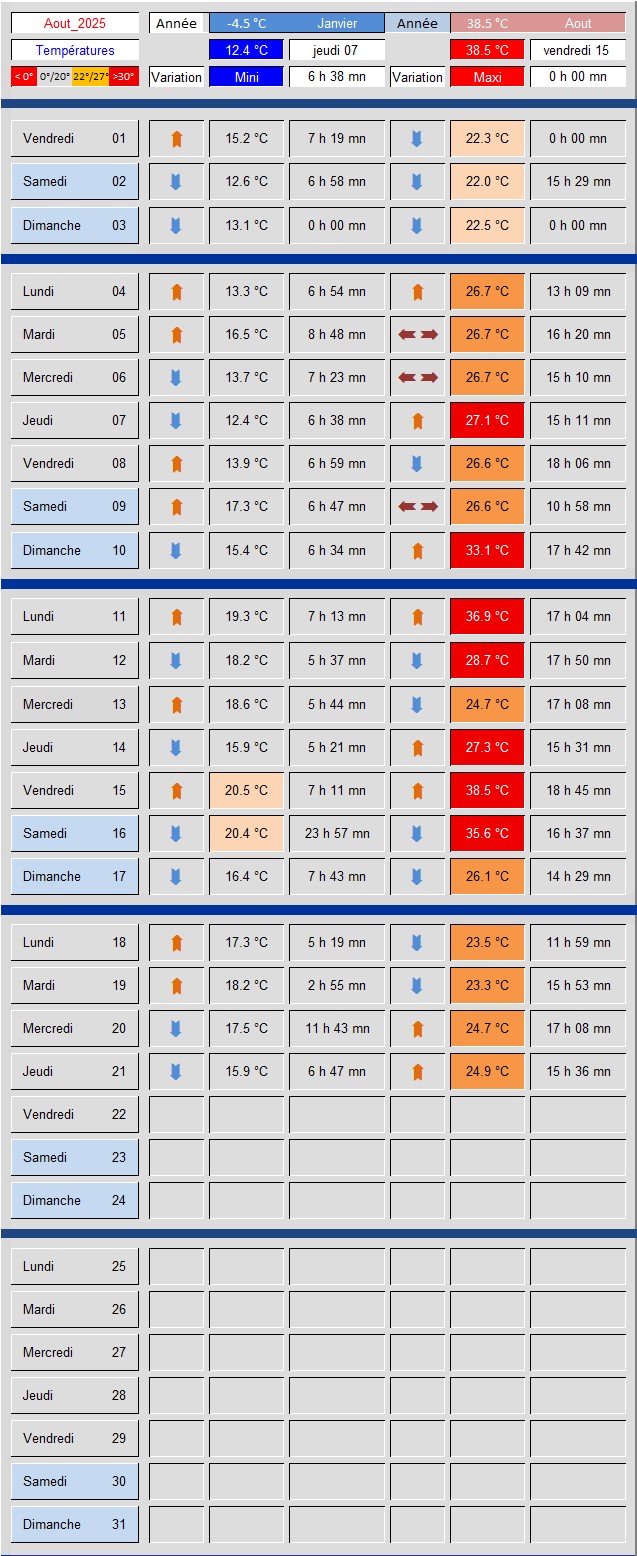 Aout_2025 Année -4.5 °C Janvier Année 38.5 °C Aout
Températures 12.4 °C jeudi 07 38.5 °C vendredi 15
< 0° 0°/20° 22°/27° >30° Variation Mini 6 h 38 mn Variation Maxi 0 h 00 mn
Vendredi 01 15.2 °C 7 h 19 mn 22.3 °C 0 h 00 mn
Samedi 02 12.6 °C 6 h 58 mn 22.0 °C 15 h 29 mn
Dimanche 03 13.1 °C 0 h 00 mn 22.5 °C 0 h 00 mn
Lundi 04 13.3 °C 6 h 54 mn 26.7 °C 13 h 09 mn
Mardi 05 16.5 °C 8 h 48 mn 26.7 °C 16 h 20 mn
Mercredi 06 13.7 °C 7 h 23 mn 26.7 °C 15 h 10 mn
Jeudi 07 12.4 °C 6 h 38 mn 27.1 °C 15 h 11 mn
Vendredi 08 13.9 °C 6 h 59 mn 26.6 °C 18 h 06 mn
Samedi 09 17.3 °C 6 h 47 mn 26.6 °C 10 h 58 mn
Dimanche 10 15.4 °C 6 h 34 mn 33.1 °C 17 h 42 mn
Lundi 11 19.3 °C 7 h 13 mn 36.9 °C 17 h 04 mn
Mardi 12 18.2 °C 5 h 37 mn 28.7 °C 17 h 50 mn
Mercredi 13 18.6 °C 5 h 44 mn 24.7 °C 17 h 08 mn
Jeudi 14 15.9 °C 5 h 21 mn 27.3 °C 15 h 31 mn
Vendredi 15 20.5 °C 7 h 11 mn 38.5 °C 18 h 45 mn
Samedi 16 20.4 °C 23 h 57 mn 35.6 °C 16 h 37 mn
Dimanche 17 16.4 °C 7 h 43 mn 26.1 °C 14 h 29 mn
Lundi 18 17.3 °C 5 h 19 mn 23.5 °C 11 h 59 mn
Mardi 19 18.2 °C 2 h 55 mn 23.3 °C 15 h 53 mn
Mercredi 20 17.5 °C 11 h 43 mn 24.7 °C 17 h 08 mn
Jeudi 21 15.9 °C 6 h 47 mn 24.9 °C 15 h 36 mn
Vendredi 22
Samedi 23
Dimanche 24
Lundi 25
Mardi 26
Mercredi 27
Jeudi 28
Vendredi 29
Samedi 30
Dimanche 31